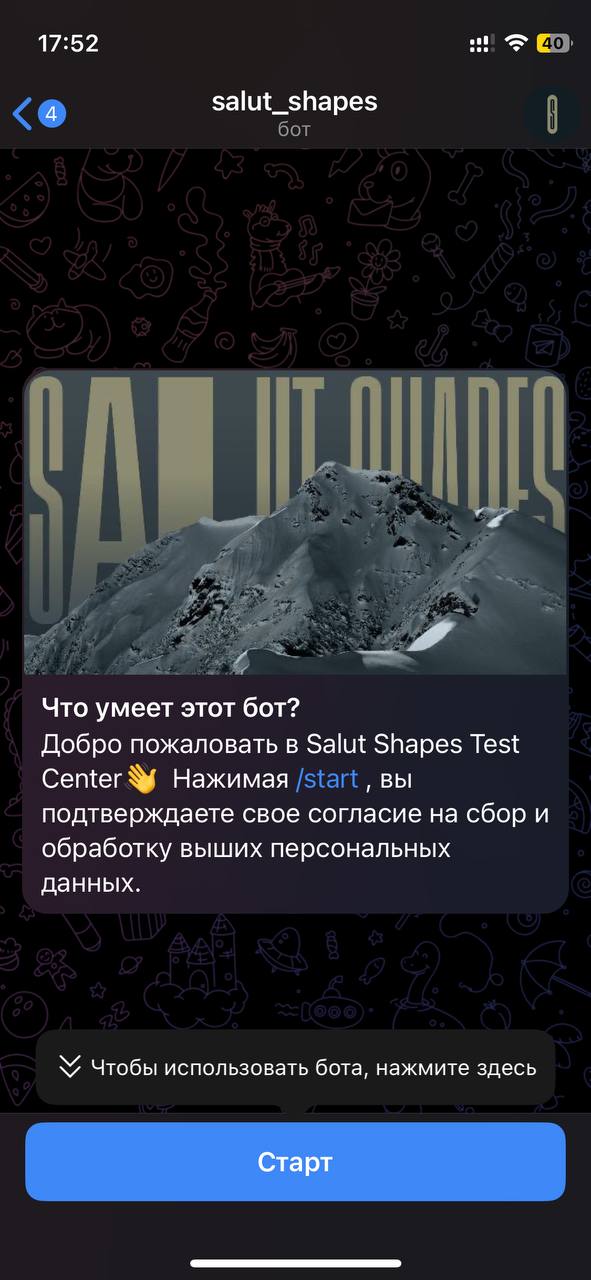 17:52
40
4
salut_shapes
бот
SALUT SHAPES
Что умеет этот бот?
Добро пожаловать в Salut Shapes Test
Center👋 Нажимая /start , вы
подтверждаете свое согласие на сбор и
обработку выших персональных
данных.
Чтобы использовать бота, нажмите здесь
Старт